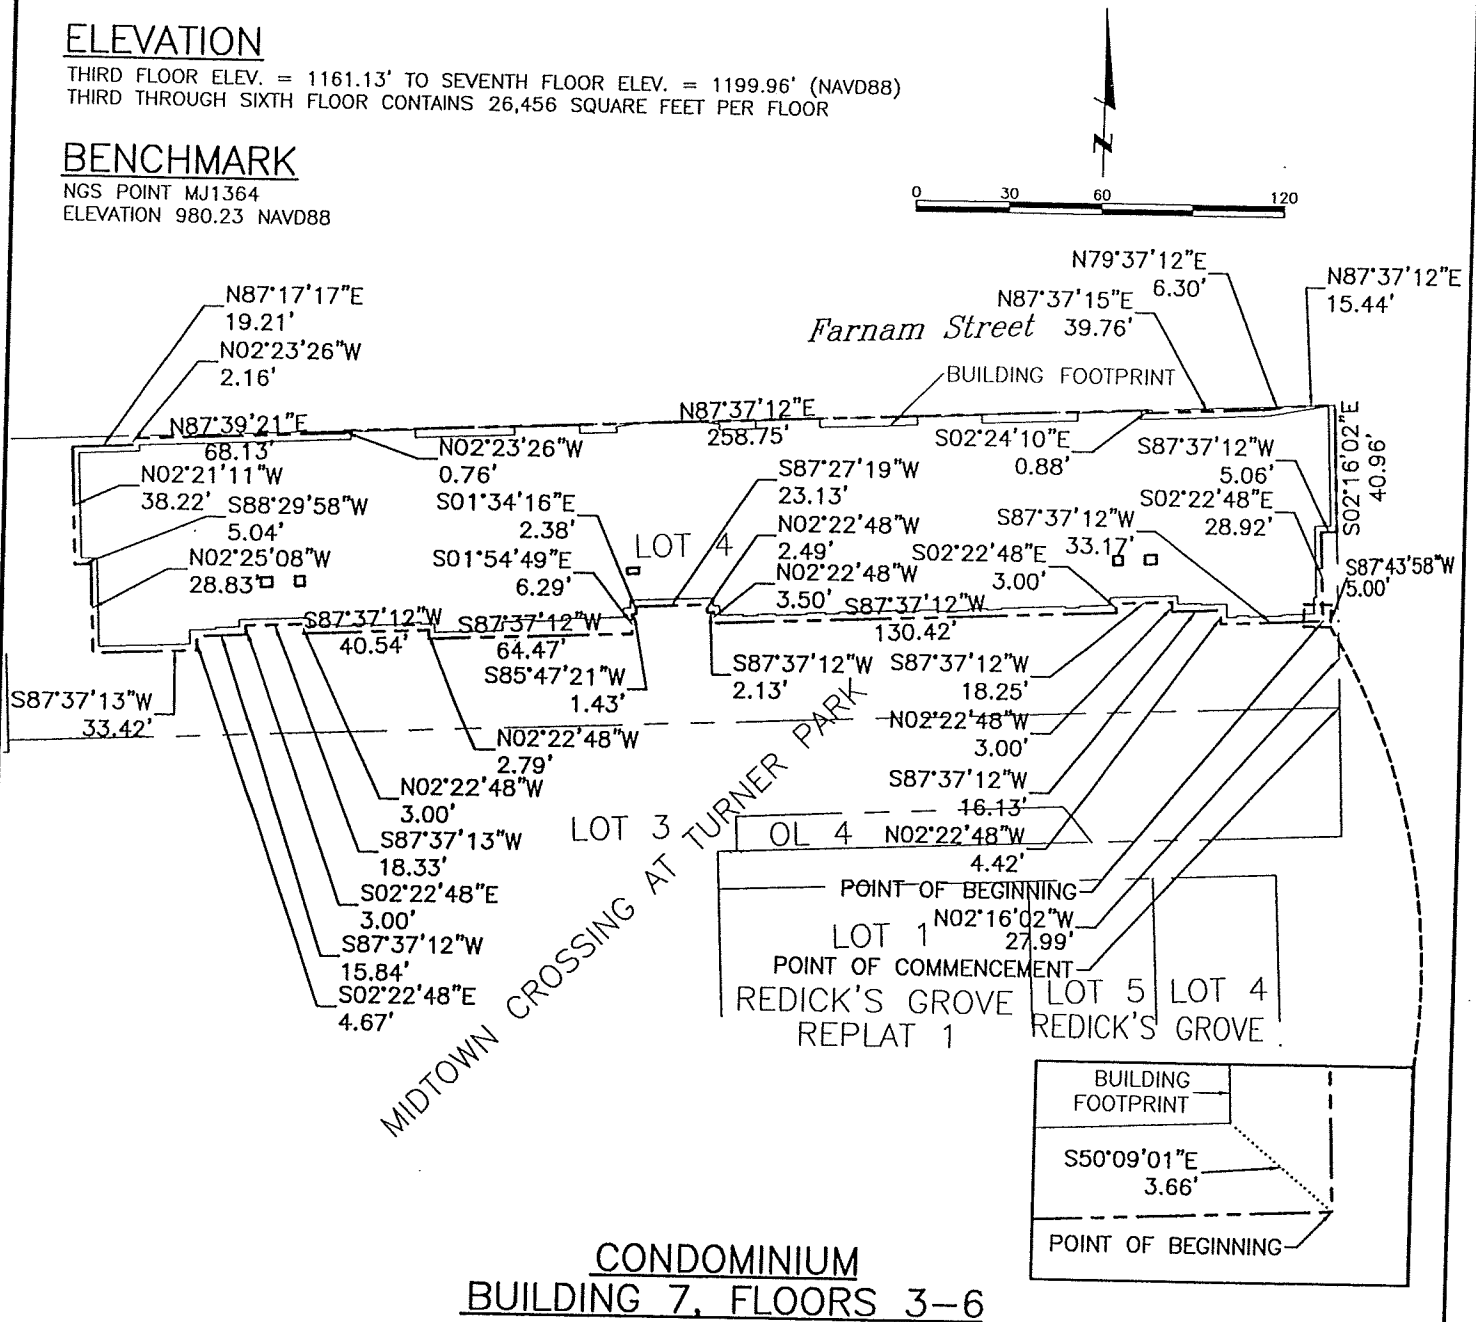 ELEVATION
THIRD FLOOR ELEV. = 1161.13' TO SEVENTH FLOOR ELEV. = 1199.96' (NAVD88)
THIRD THROUGH SIXTH FLOOR CONTAINS 26,456 SQUARE FEET PER FLOOR
BENCHMARK
NGS POINT MJ1364
ELEVATION 980.23 NAVD88
N
0 30 60 120
N87°17'17"E
19.21'
N02°23'26"W
2.16'
N87°39'21"E
68.13'
N02°21'11"W
38.22'
S88°29'58"W
5.04'
N02°25'08"W
28.83'
N02°23'26"W
0.76'
Farnam Street
BUILDING FOOTPRINT
N87°37'12"E
258.75'
N79°37'12"E
6.30'
N87°37'15"E
39.76'
N87°37'12"E
15.44'
S02°24'10"E
0.88'
S87°37'12"W
5.06'
S02°16'02"E
40.96'
S02°22'48"E
28.92'
S87°43'58"W
5.00'
S87°37'12"W
33.17'
S02°22'48"E
3.00'
S87°27'19"W
23.13'
N02°22'48"W
2.49'
N02°22'48"W
3.50'
S01°34'16"E
2.38'
S01°54'49"E
6.29'
LOT 4
S87°37'12"W
40.54'
S87°37'12"W
64.47'
S87°37'12"W
130.42'
S85°47'21"W
1.43'
S87°37'12"W
2.13'
S87°37'12"W
18.25'
N02°22'48"W
3.00'
S87°37'12"W
16.13'
N02°22'48"W
4.42'
S87°37'13"W
33.42'
N02°22'48"W
2.79'
N02°22'48"W
3.00'
S87°37'13"W
18.33'
S02°22'48"E
3.00'
S87°37'12"W
15.84'
S02°22'48"E
4.67'
LOT 3
OL 4
MIDTOWN CROSSING AT TURNER PARK
POINT OF BEGINNING
N02°16'02"W
27.99'
POINT OF COMMENCEMENT
LOT 1
REDICK'S GROVE
REPLAT 1
LOT 5 LOT 4
REDICK'S GROVE
BUILDING
FOOTPRINT
S50°09'01"E
3.66'
POINT OF BEGINNING
CONDOMINIUM
BUILDING 7, FLOORS 3-6